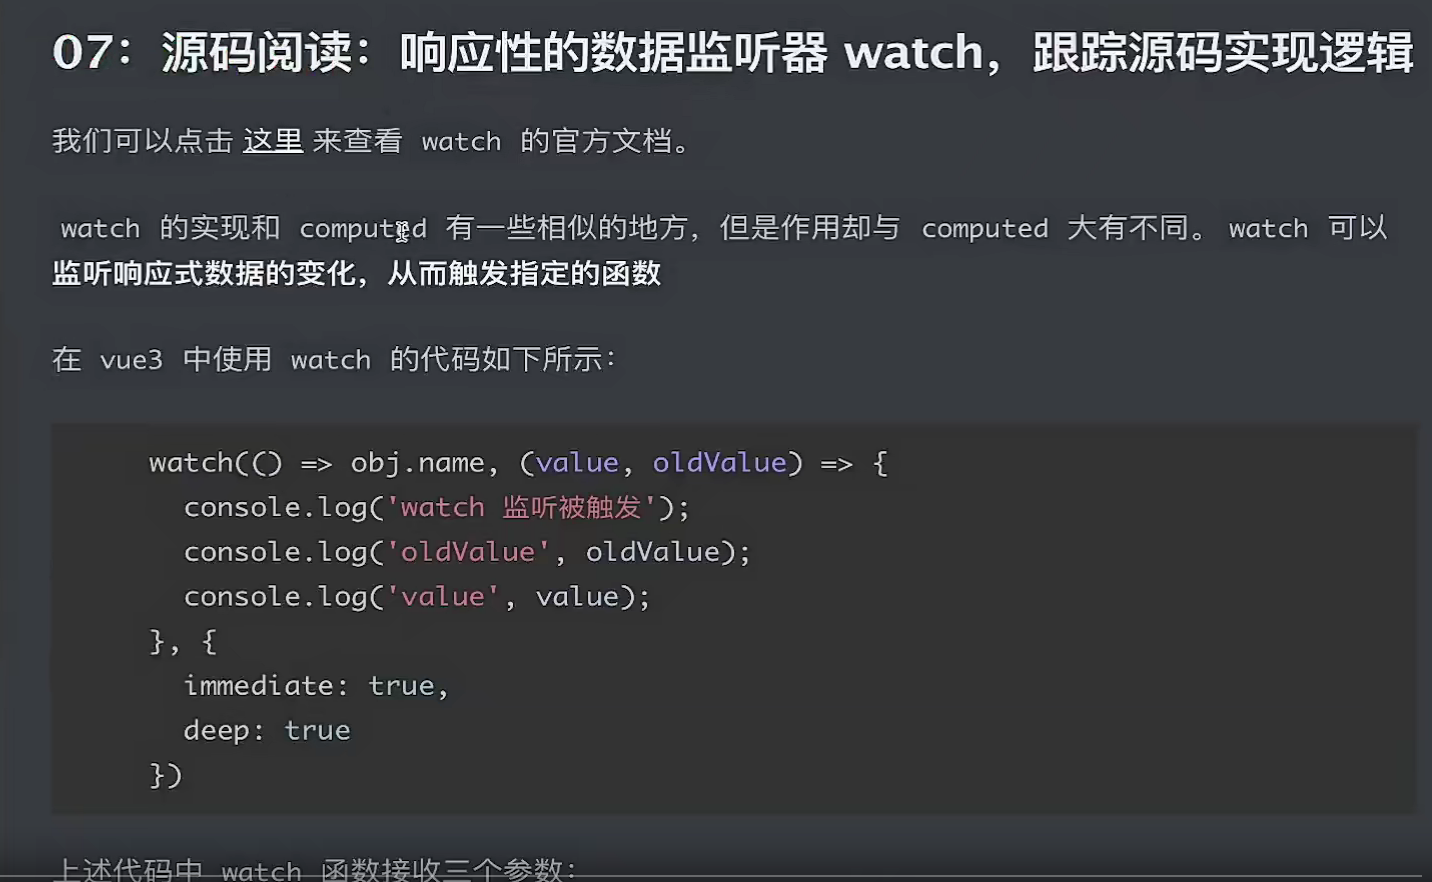 07：源码阅读：响应性的数据监听器 watch，跟踪源码实现逻辑
我们可以点击 这里 来查看 watch 的官方文档。
watch 的实现和 computed 有一些相似的地方，但是作用却与 computed 大有不同。watch 可以
监听响应式数据的变化，从而触发指定的函数
在 vue3 中使用 watch 的代码如下所示：
watch(() => obj.name, (value, oldValue) => {
  console.log('watch 监听被触发');
  console.log('oldValue', oldValue);
  console.log('value', value);
}, {
  immediate: true,
  deep: true
})
上述代码中 watch 函数接收三个参数：